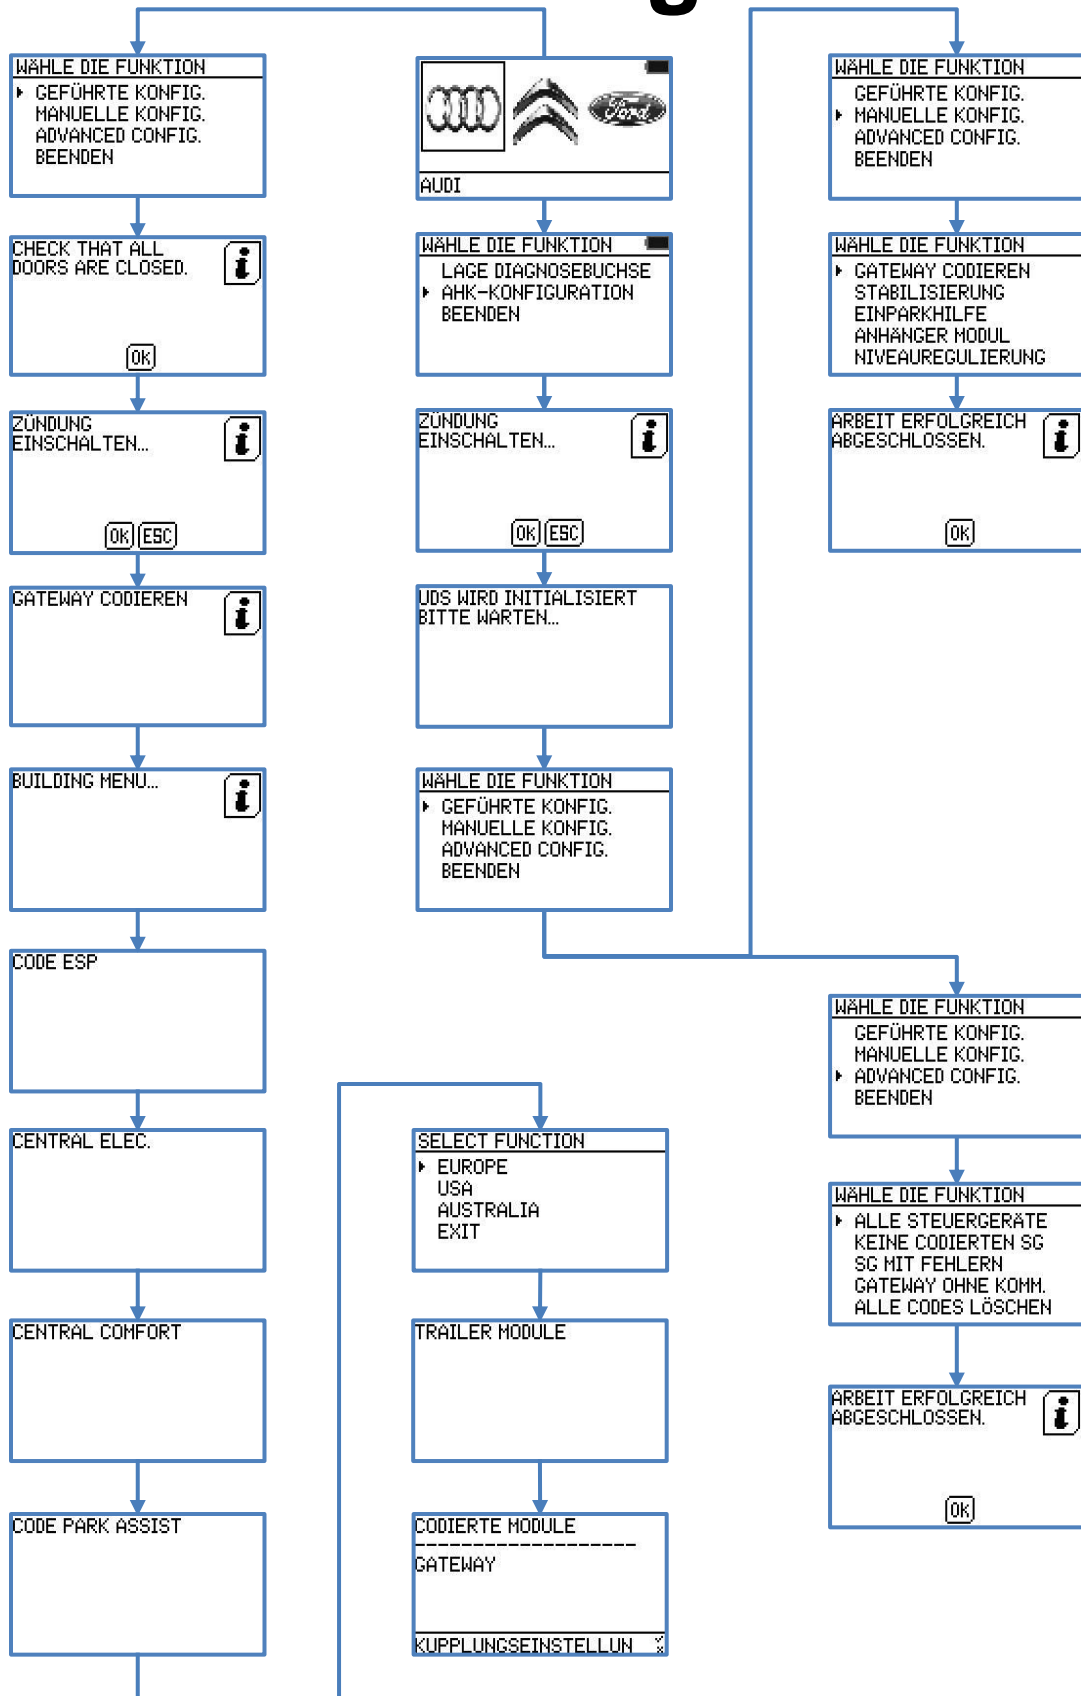 g
WÄHLE DIE FUNKTION
GEFÜHRTE KONFIG.
MANUELLE KONFIG.
ADVANCED CONFIG.
BEENDEN
CHECK THAT ALL
DOORS ARE CLOSED.
i
OK
ZÜNDUNG
EINSCHALTEN...
i
OK ESC
GATEWAY CODIEREN
i
BUILDING MENU...
i
CODE ESP
CENTRAL ELEC.
CENTRAL COMFORT
CODE PARK ASSIST
Ford
AUDI
WÄHLE DIE FUNKTION
LAGE DIAGNOSEBUCHSE
AHK-KONFIGURATION
BEENDEN
ZÜNDUNG
EINSCHALTEN...
i
OK ESC
UDS WIRD INITIALISIERT
BITTE WARTEN...
WÄHLE DIE FUNKTION
GEFÜHRTE KONFIG.
MANUELLE KONFIG.
ADVANCED CONFIG.
BEENDEN
SELECT FUNCTION
EUROPE
USA
AUSTRALIA
EXIT
TRAILER MODULE
CODIERTE MODULE
--------------------
GATEWAY
KUPPLUNGSEINSTELLUN
WÄHLE DIE FUNKTION
GEFÜHRTE KONFIG.
MANUELLE KONFIG.
ADVANCED CONFIG.
BEENDEN
WÄHLE DIE FUNKTION
GATEWAY CODIEREN
STABILISIERUNG
EINPARKHILFE
ANHÄNGER MODUL
NIVEAUREGULIERUNG
ARBEIT ERFOLGREICH
ABGESCHLOSSEN.
i
OK
WÄHLE DIE FUNKTION
GEFÜHRTE KONFIG.
MANUELLE KONFIG.
ADVANCED CONFIG.
BEENDEN
WÄHLE DIE FUNKTION
ALLE STEUERGERÄTE
KEINE CODIERTEN SG
SG MIT FEHLERN
GATEWAY OHNE KOMM.
ALLE CODES LÖSCHEN
ARBEIT ERFOLGREICH
ABGESCHLOSSEN.
i
OK